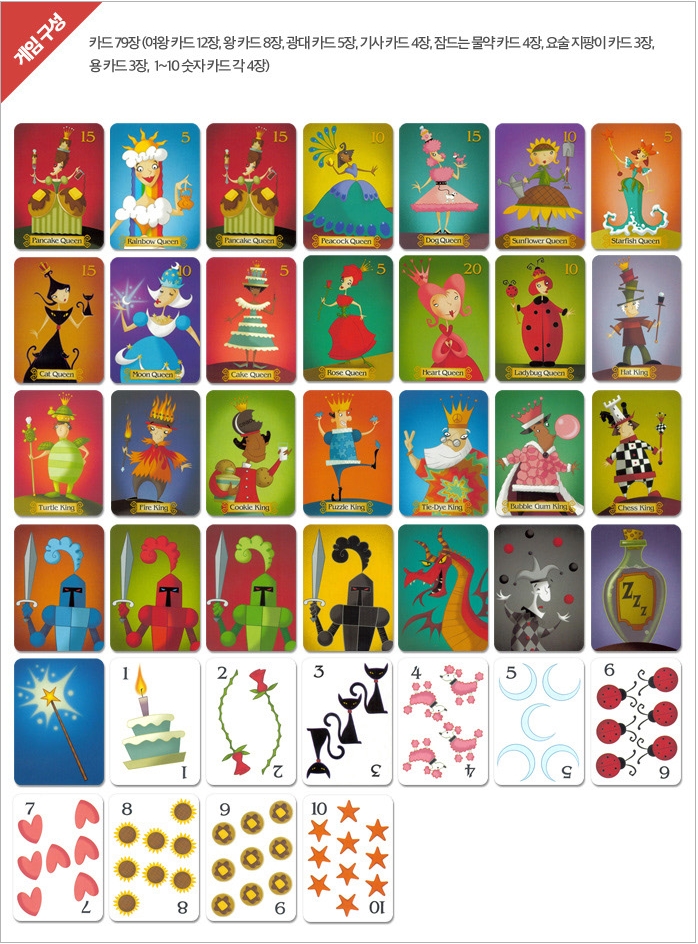 게임 구성
카드 79장 (여왕 카드 12장, 왕 카드 8장, 광대 카드 5장, 기사 카드 4장, 잠드는 물약 카드 4장, 요술 지팡이 카드 3장,
용 카드 3장, 1~10 숫자 카드 각 4장)
15 5 15 10 15 10 5
Pancake Queen Rainbow Queen Pancake Queen Peacock Queen Dog Queen Sunflower Queen Starfish Queen
15 10 5 5 20 10
Cat Queen Moon Queen Cake Queen Rose Queen Heart Queen Ladybug Queen Hat King
Turtle King Fire King Cookie King Puzzle King Tie-Dye King Bubble Gum King Chess King
ZZZ
1 2 3 4 5 6
1 2 3 4 5 6
7 8 9 10
7 8 9 10